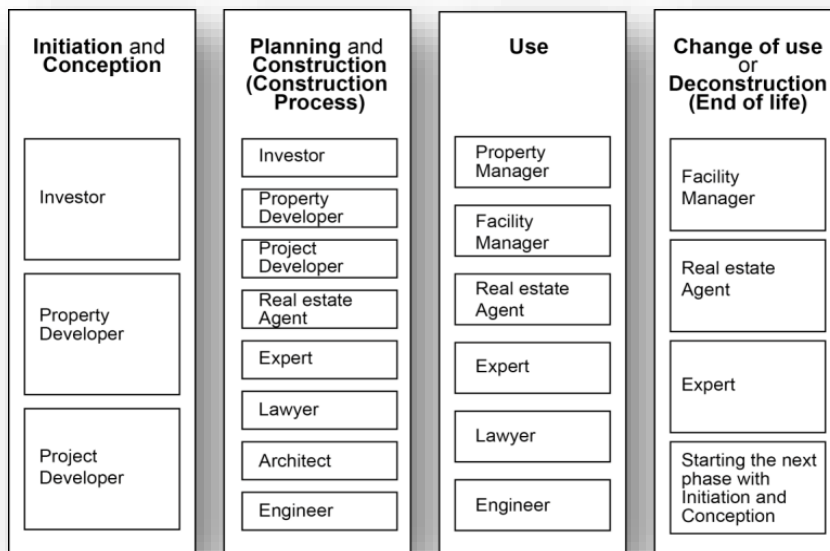 Initiation and
Conception
Investor
Property
Developer
Project
Developer
Planning and
Construction
(Construction
Process)
Investor
Property
Developer
Project
Developer
Real estate
Agent
Expert
Lawyer
Architect
Engineer
Use
Property
Manager
Facility
Manager
Real estate
Agent
Expert
Lawyer
Engineer
Change of use
or
Deconstruction
(End of life)
Facility
Manager
Real estate
Agent
Expert
Starting the next
phase with
Initiation and
Conception